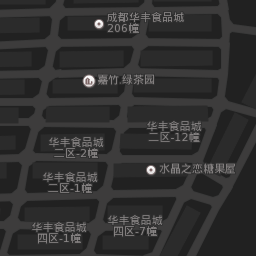 成都华丰食品城
206幢
嘉竹.绿茶园
华丰食品城
二区-12幢
华丰食品城
二区-2幢
水晶之恋糖果屋
华丰食品城
二区-1幢
华丰食品城
四区-7幢
华丰食品城
四区-1幢